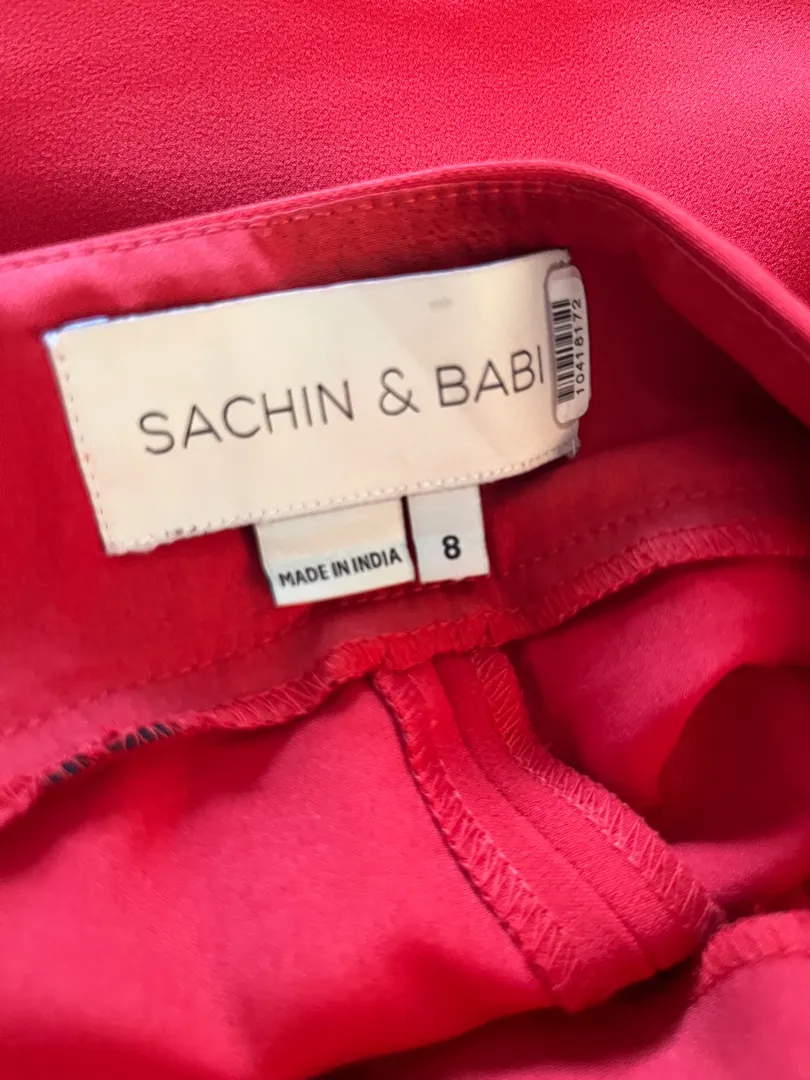 SACHIN & BABI
10418172
MADE IN INDIA
8